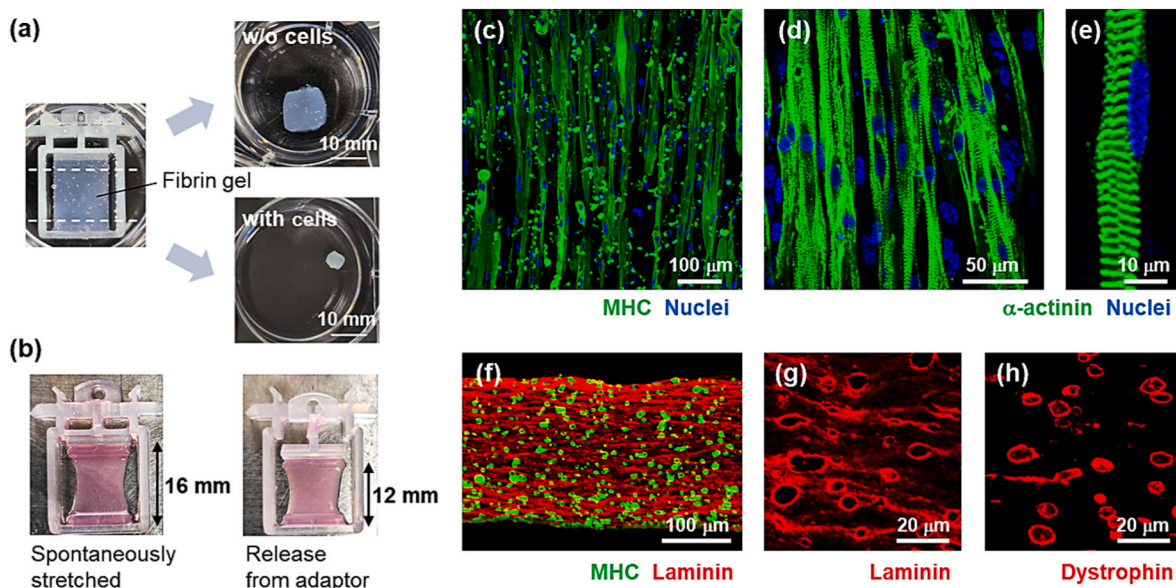 (a)
w/o cells
10 mm
Fibrin gel
with cells
10 mm
(b)
16 mm
12 mm
Spontaneously
stretched
Release
from adaptor
(c)
100 μm
MHC Nuclei
(d)
50 μm
(e)
10 μm
α-actinin Nuclei
(f)
100 μm
MHC Laminin
(g)
20 μm
Laminin
(h)
20 μm
Dystrophin